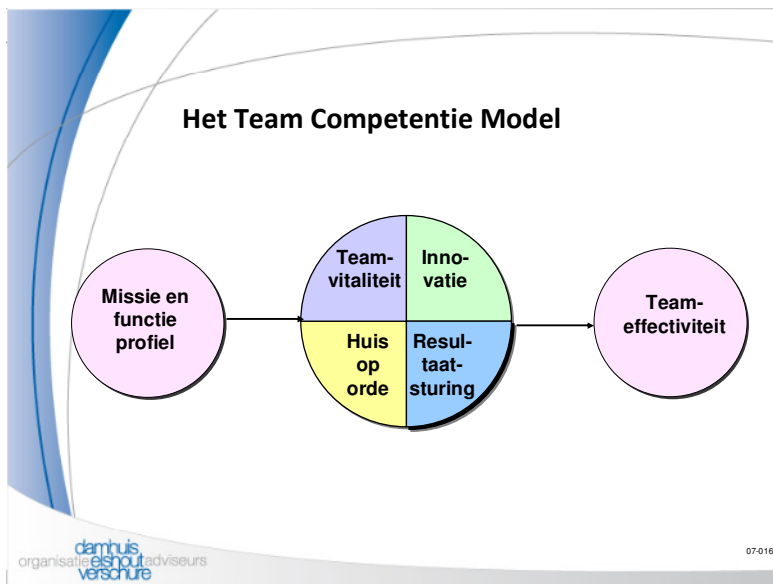 Het Team Competentie Model
Missie en
functie
profiel
Team-
vitaliteit
Inno-
vatie
Huis
op
orde
Resul-
taat-
sturing
Team-
effectiviteit
damhuis
organisatie elshout adviseurs
verschure
07-016